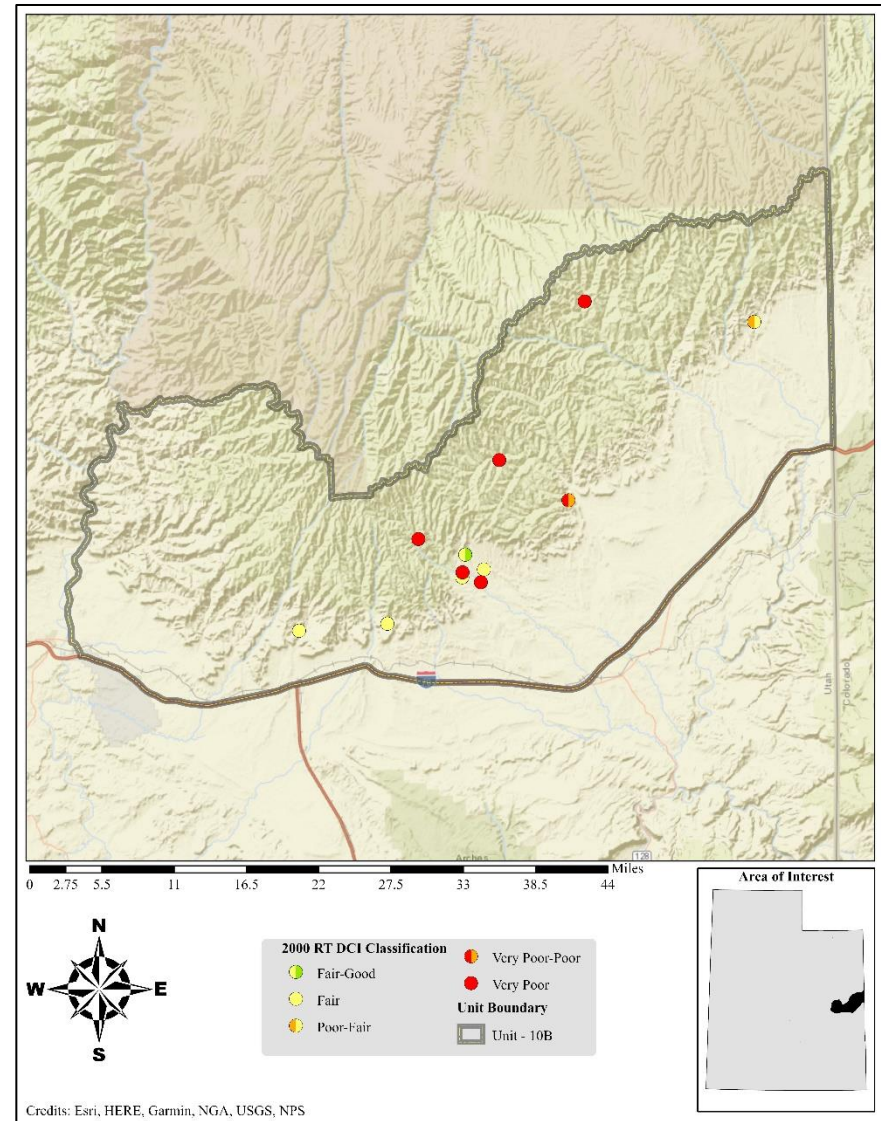 Utah
Colorado
Arches
128
Miles
0 2.75 5.5 11 16.5 22 27.5 33 38.5 44
Area of Interest
N
W E
S
2000 RT DCI Classification
Fair-Good
Fair
Poor-Fair
Very Poor-Poor
Very Poor
Unit Boundary
Unit - 10B
Credits: Esri, HERE, Garmin, NGA, USGS, NPS